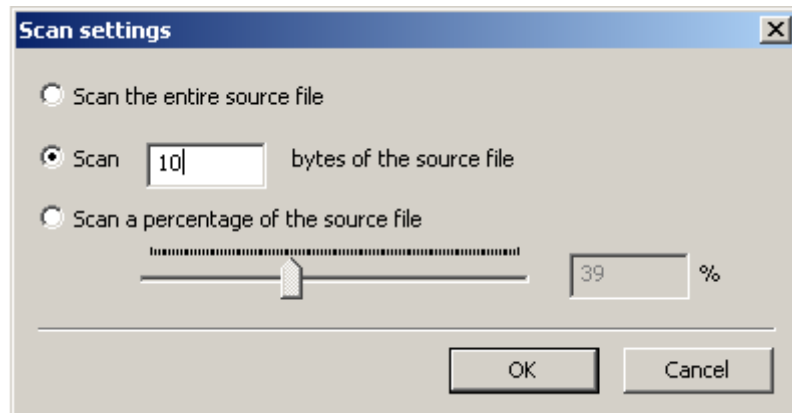 Scan settings
Scan the entire source file
Scan 10 bytes of the source file
Scan a percentage of the source file
39 %
OK Cancel